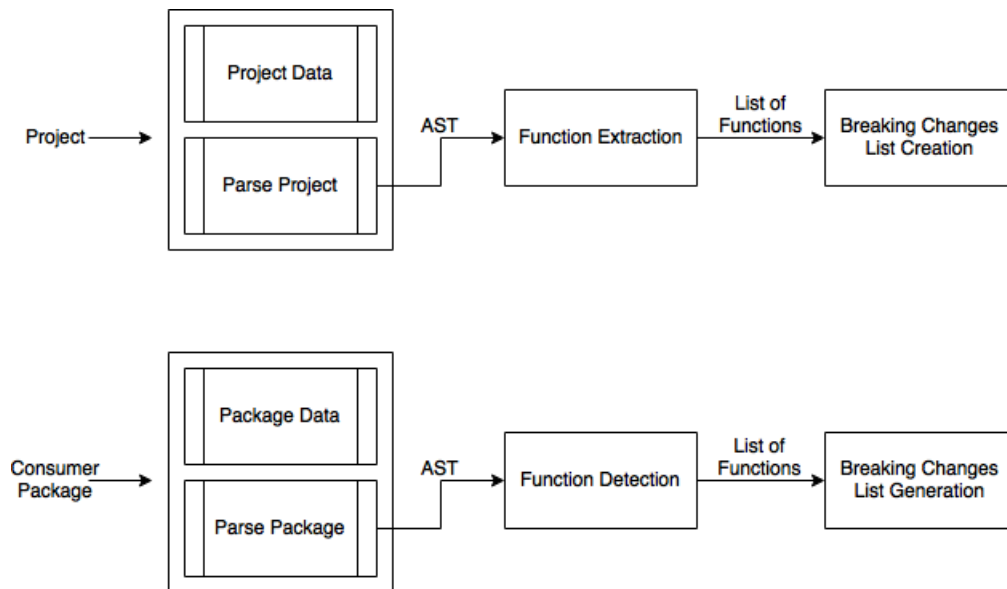 Project
Project Data
Parse Project
AST
Function Extraction
List of
Functions
Breaking Changes
List Creation
Consumer
Package
Package Data
Parse Package
AST
Function Detection
List of
Functions
Breaking Changes
List Generation